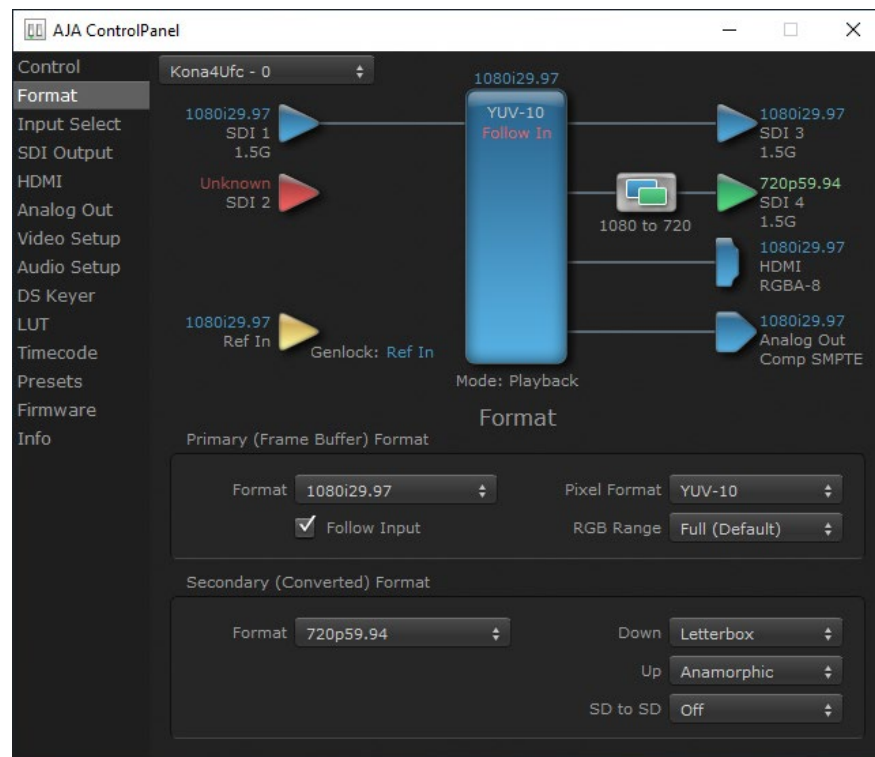 AJA ControlPanel
Control
Format
Input Select
SDI Output
HDMI
Analog Out
Video Setup
Audio Setup
DS Keyer
LUT
Timecode
Presets
Firmware
Info
Kona4Ufc - 0
1080i29.97
SDI 1
1.5G
Unknown
SDI 2
1080i29.97
Ref In
Genlock: Ref In
1080i29.97
YUV-10
Follow In
Mode: Playback
1080 to 720
1080i29.97
SDI 3
1.5G
720p59.94
SDI 4
1.5G
1080i29.97
HDMI
RGBA-8
1080i29.97
Analog Out
Comp SMPTE
Format
Primary (Frame Buffer) Format
Format 1080i29.97
Follow Input
Pixel Format YUV-10
RGB Range Full (Default)
Secondary (Converted) Format
Format 720p59.94
Down Letterbox
Up Anamorphic
SD to SD Off